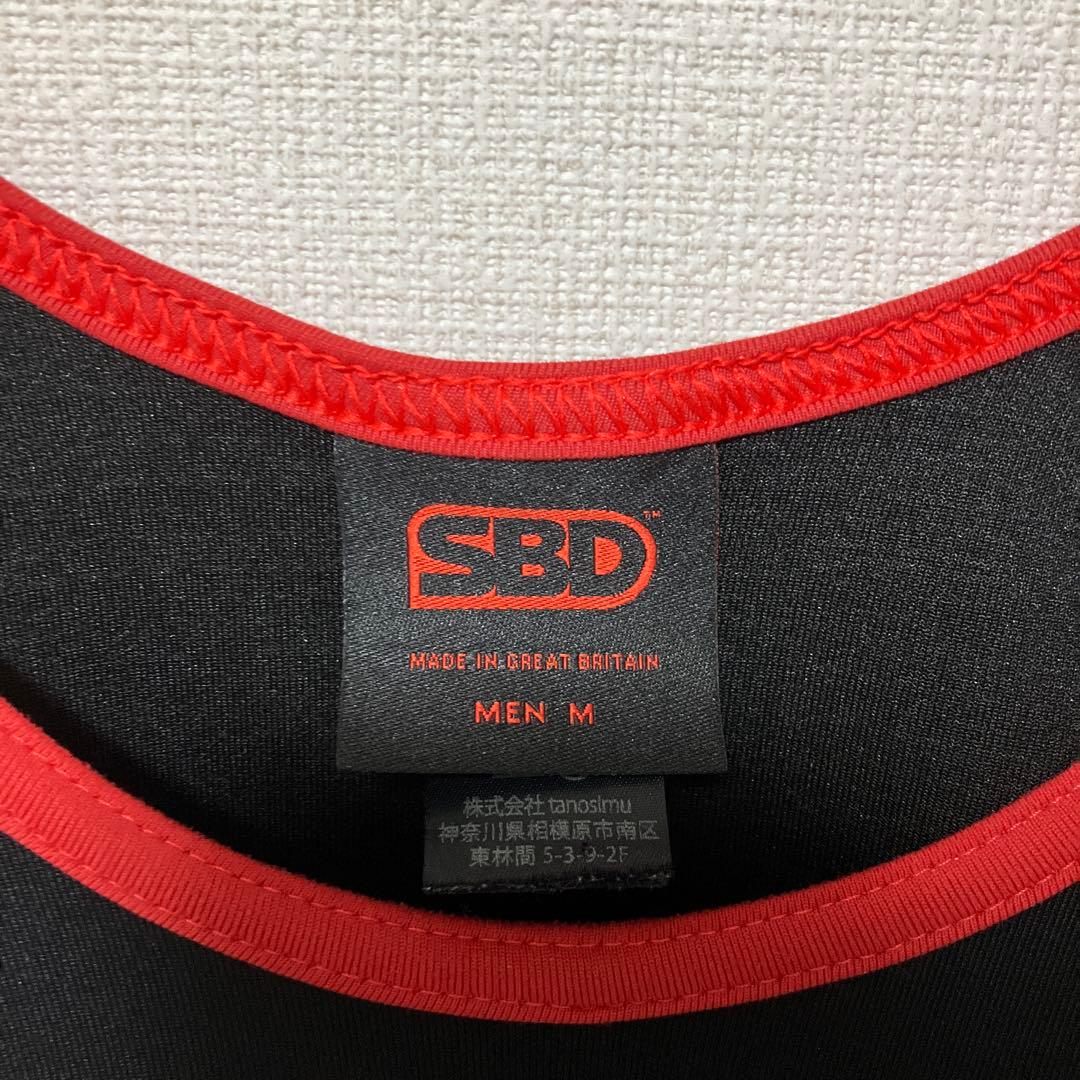 SBD™
MADE IN GREAT BRITAIN
MEN M
株式会社 tanosimu
神奈川県相模原市南区
東林間 5-3-9-2F